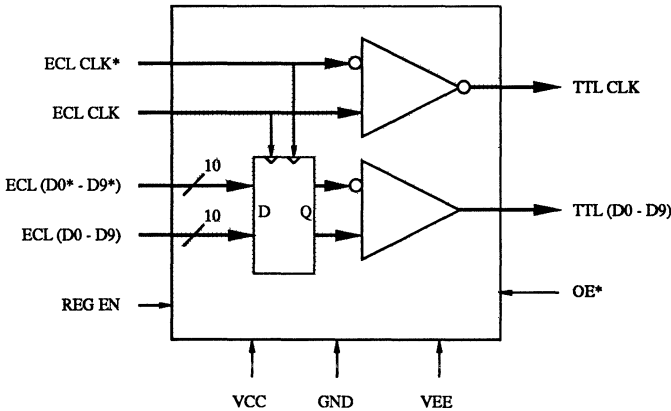 ECL CLK*
TTL CLK
ECL CLK
10
ECL (D0* - D9*)
D Q
10
TTL (D0 - D9)
ECL (D0 - D9)
REG EN
OE*
VCC GND VEE